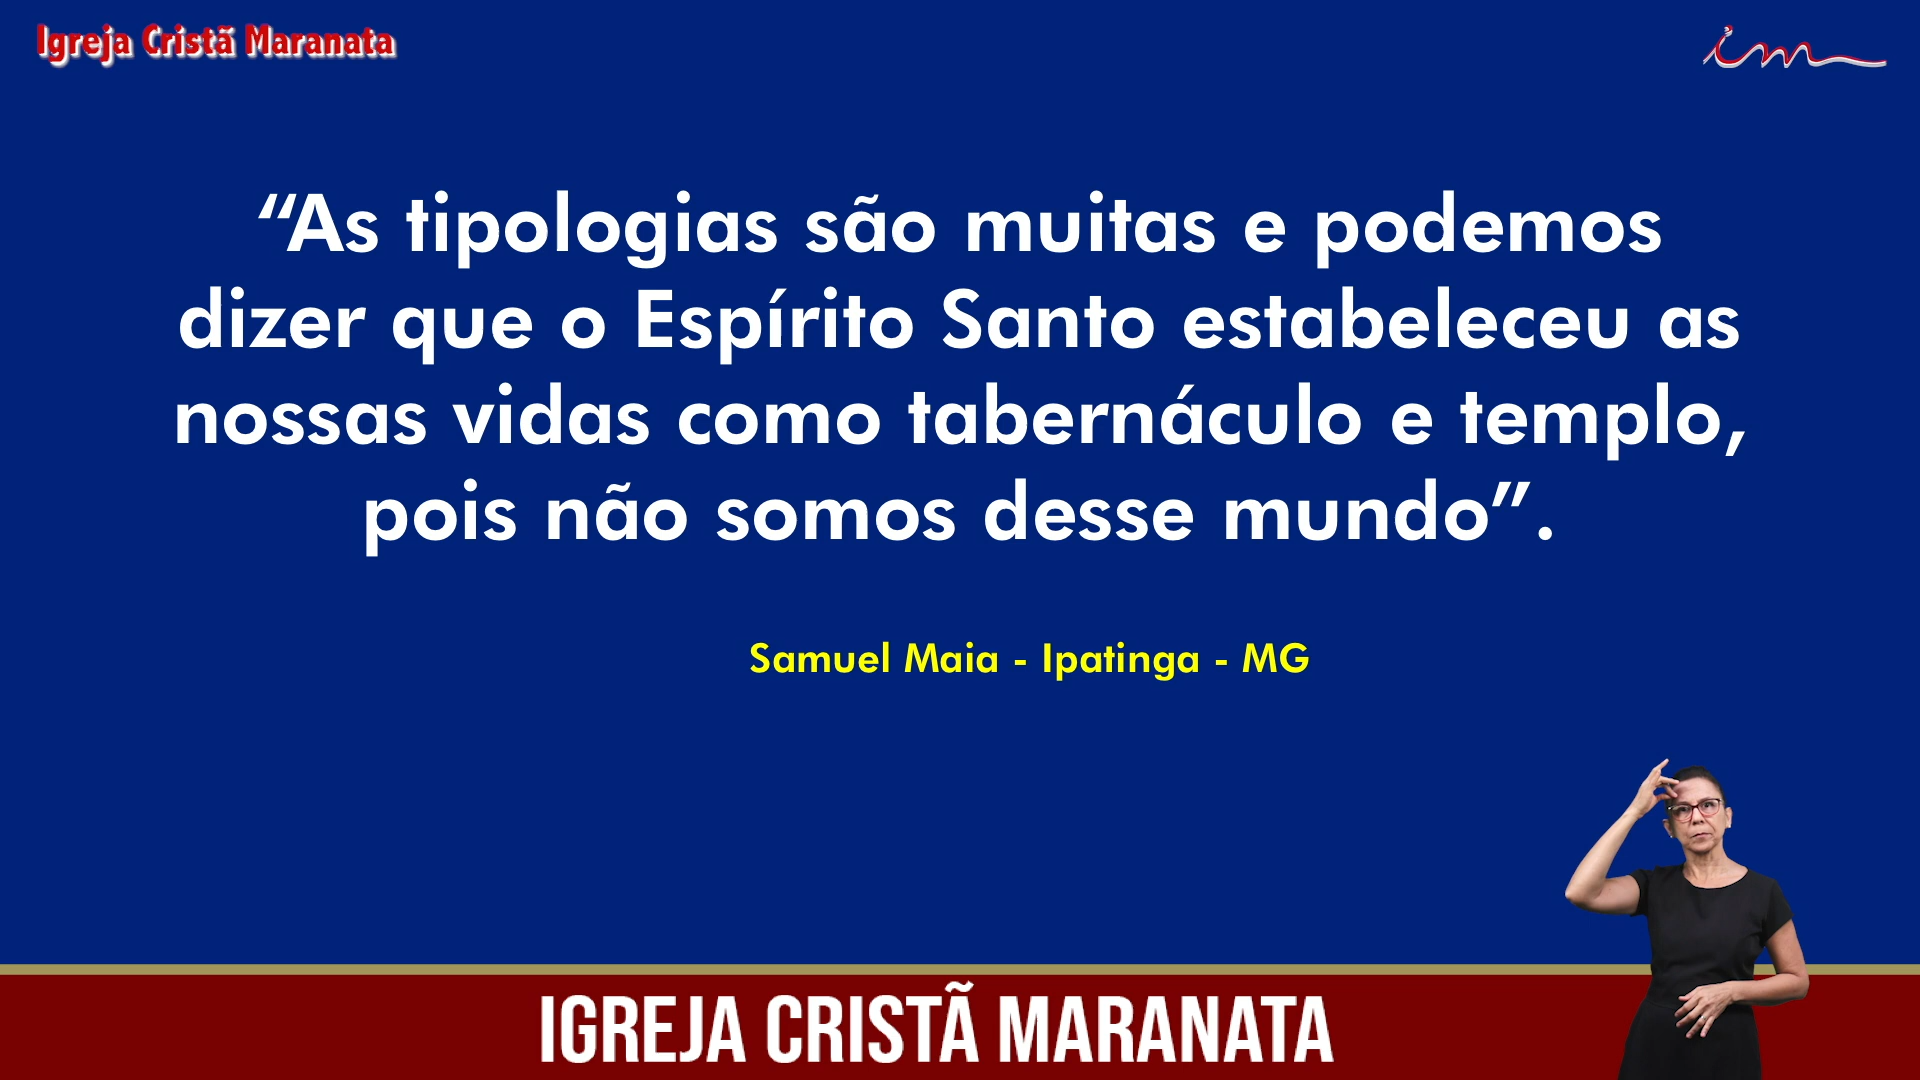 Igreja Cristã Maranata
im
“As tipologias são muitas e podemos
dizer que o Espírito Santo estabeleceu as
nossas vidas como tabernáculo e templo,
pois não somos desse mundo”.
Samuel Maia - Ipatinga - MG
IGREJA CRISTÃ MARANATA